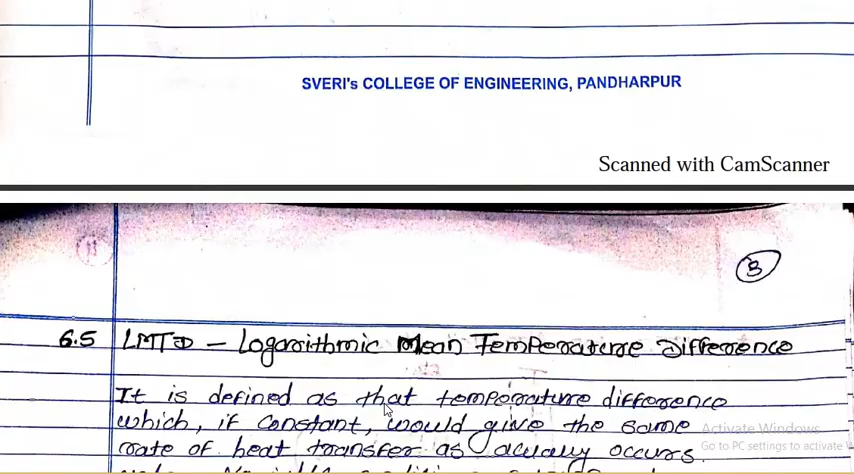 SVERI's COLLEGE OF ENGINEERING, PANDHARPUR
Scanned with CamScanner
3
6.5 LMTD - Logarithmic Mean Temperature Difference
It is defined as that temperature difference
which, if constant, would give the same
rate of heat transfer as actually occurs
Activate Windows
Go to PC settings to activate